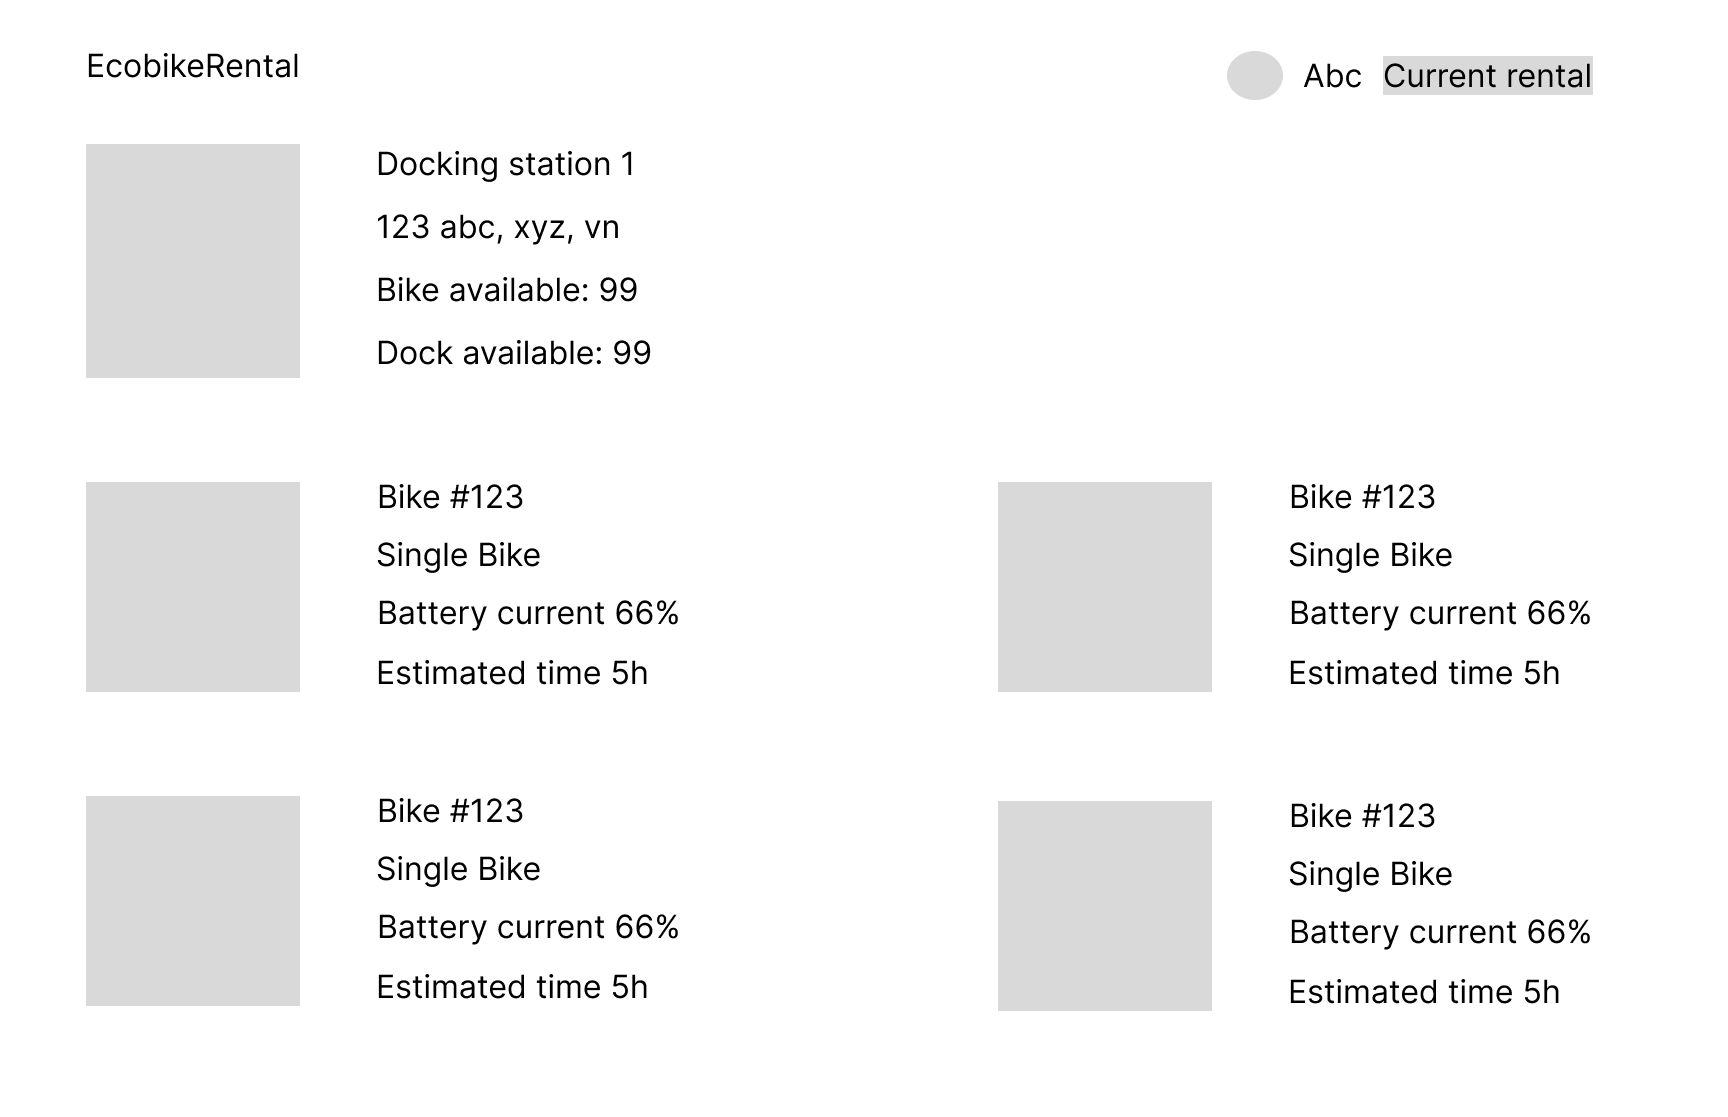 EcobikeRental
Abc
Current rental
Docking station 1
123 abc, xyz, vn
Bike available: 99
Dock available: 99
Bike #123
Single Bike
Battery current 66%
Estimated time 5h
Bike #123
Single Bike
Battery current 66%
Estimated time 5h
Bike #123
Single Bike
Battery current 66%
Estimated time 5h
Bike #123
Single Bike
Battery current 66%
Estimated time 5h